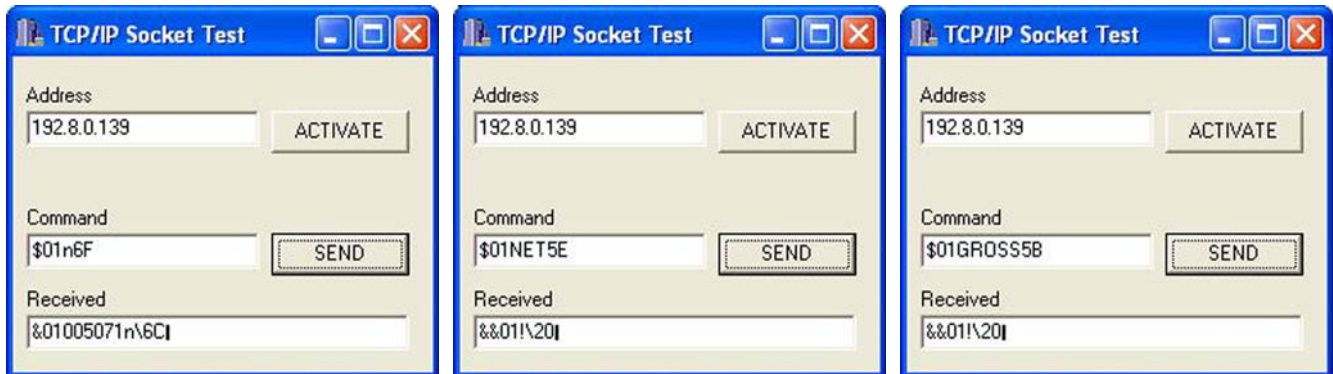 TCP/IP Socket Test
Address
192.8.0.139 ACTIVATE
Command
$01n6F SEND
Received
&01005071n\6C
TCP/IP Socket Test
Address
192.8.0.139 ACTIVATE
Command
$01NET5E SEND
Received
&&01!\20
TCP/IP Socket Test
Address
192.8.0.139 ACTIVATE
Command
$01GROSS5B SEND
Received
&&01!\20